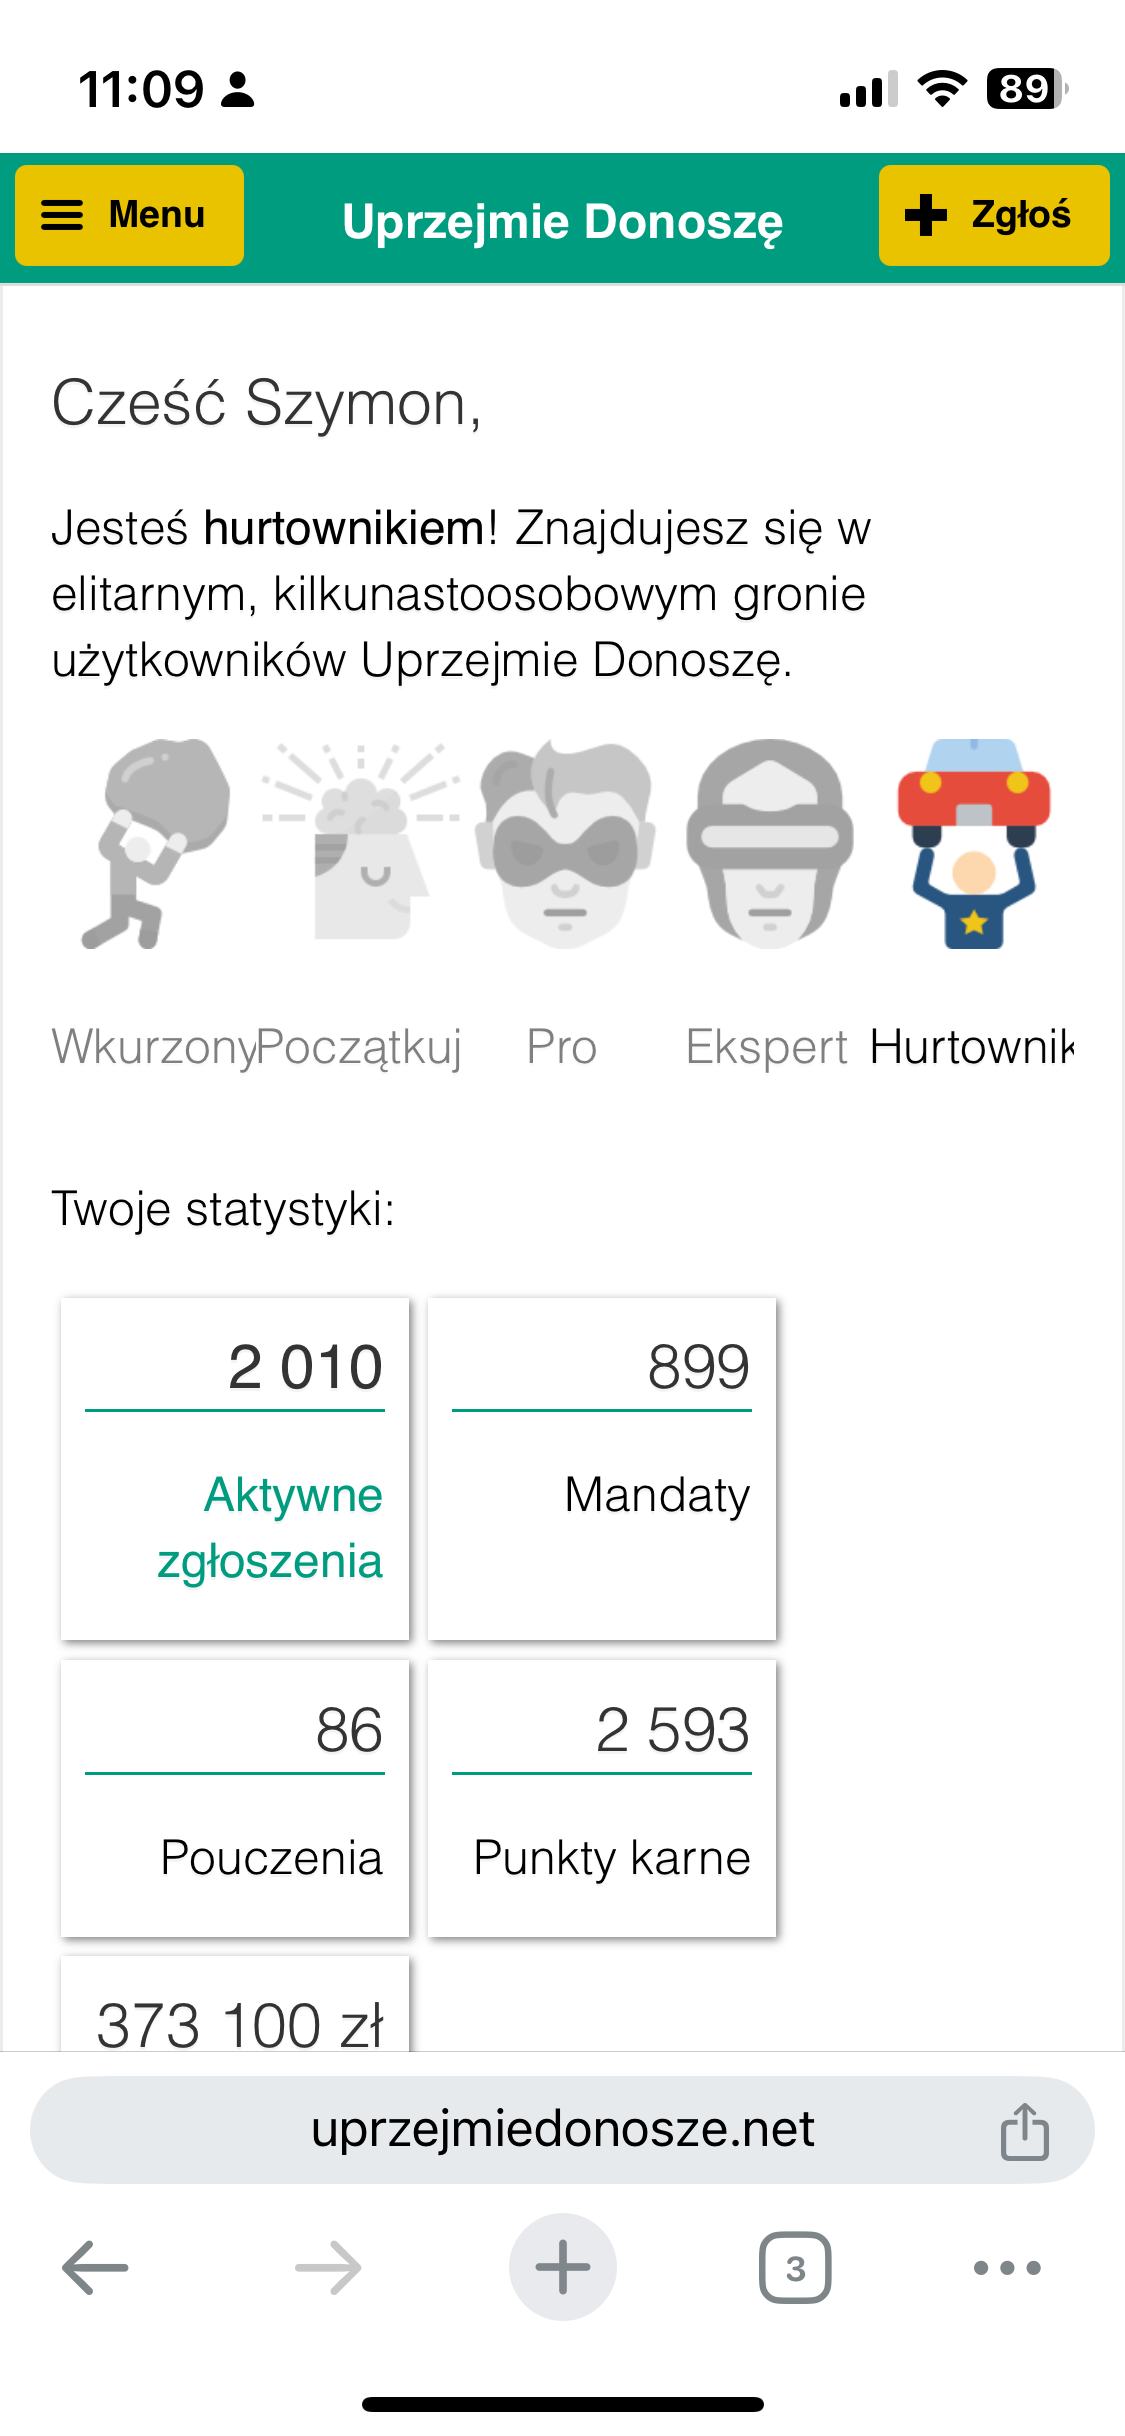 11:09
89
Menu
Uprzejmie Donoszę
Zgłoś
Cześć Szymon,
Jesteś hurtownikiem! Znajdujesz się w
elitarnym, kilkunastoosobowym gronie
użytkowników Uprzejmie Donoszę.
Wkurzony Początkuj Pro Ekspert Hurtownik
Twoje statystyki:
2 010
Aktywne
zgłoszenia
899
Mandaty
86
Pouczenia
2 593
Punkty karne
373 100 zł
uprzejmiedonosze.net
3